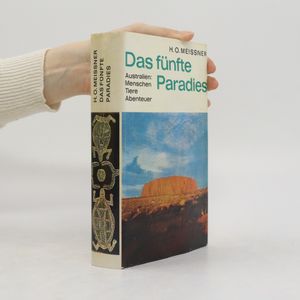 H.O. MEISSNER
Das fünfte
Paradies
Australien:
Menschen
Tiere
Abenteuer
H. O. MEISSNER
DAS FÜNFTE
PARADIES